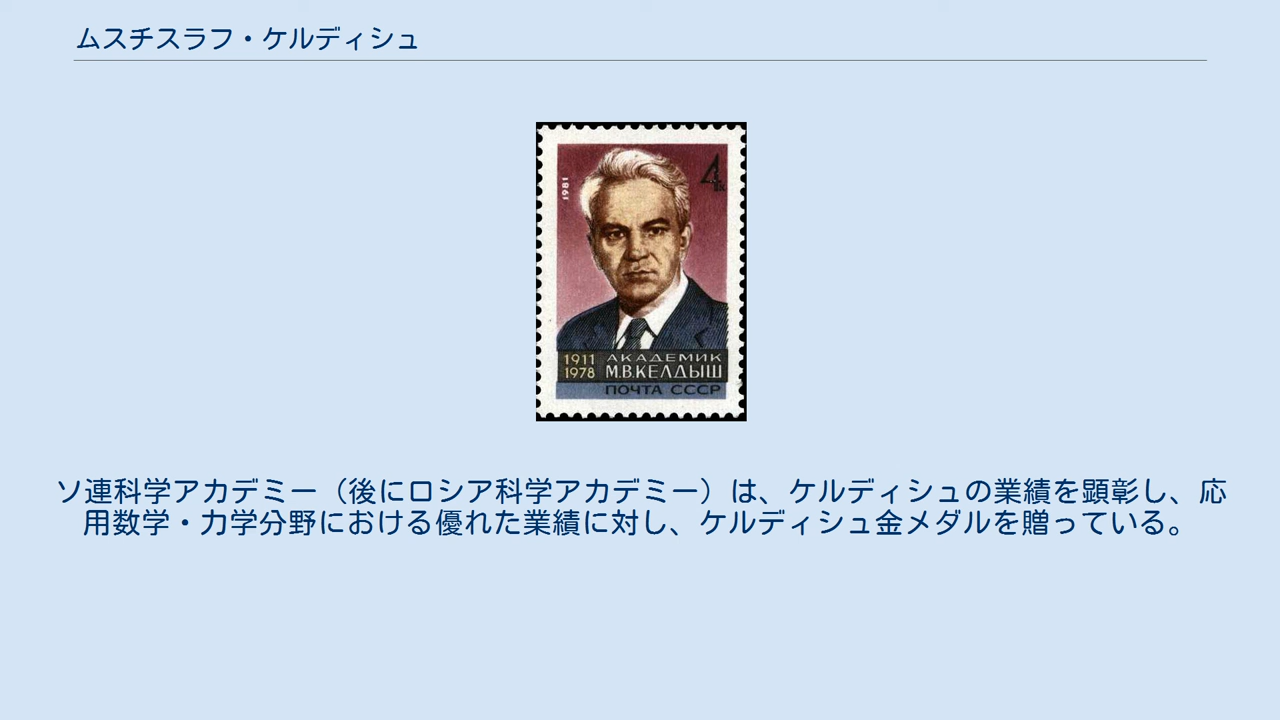 ムスチスラフ・ケルディシュ
1981
4
1911 АКАДЕМИК
1978 М.В.КЕЛДЫШ
ПОЧТА СССР
ソ連科学アカデミー（後にロシア科学アカデミー）は、ケルディシュの業績を顕彰し、応
用数学・力学分野における優れた業績に対し、ケルディシュ金メダルを贈っている。